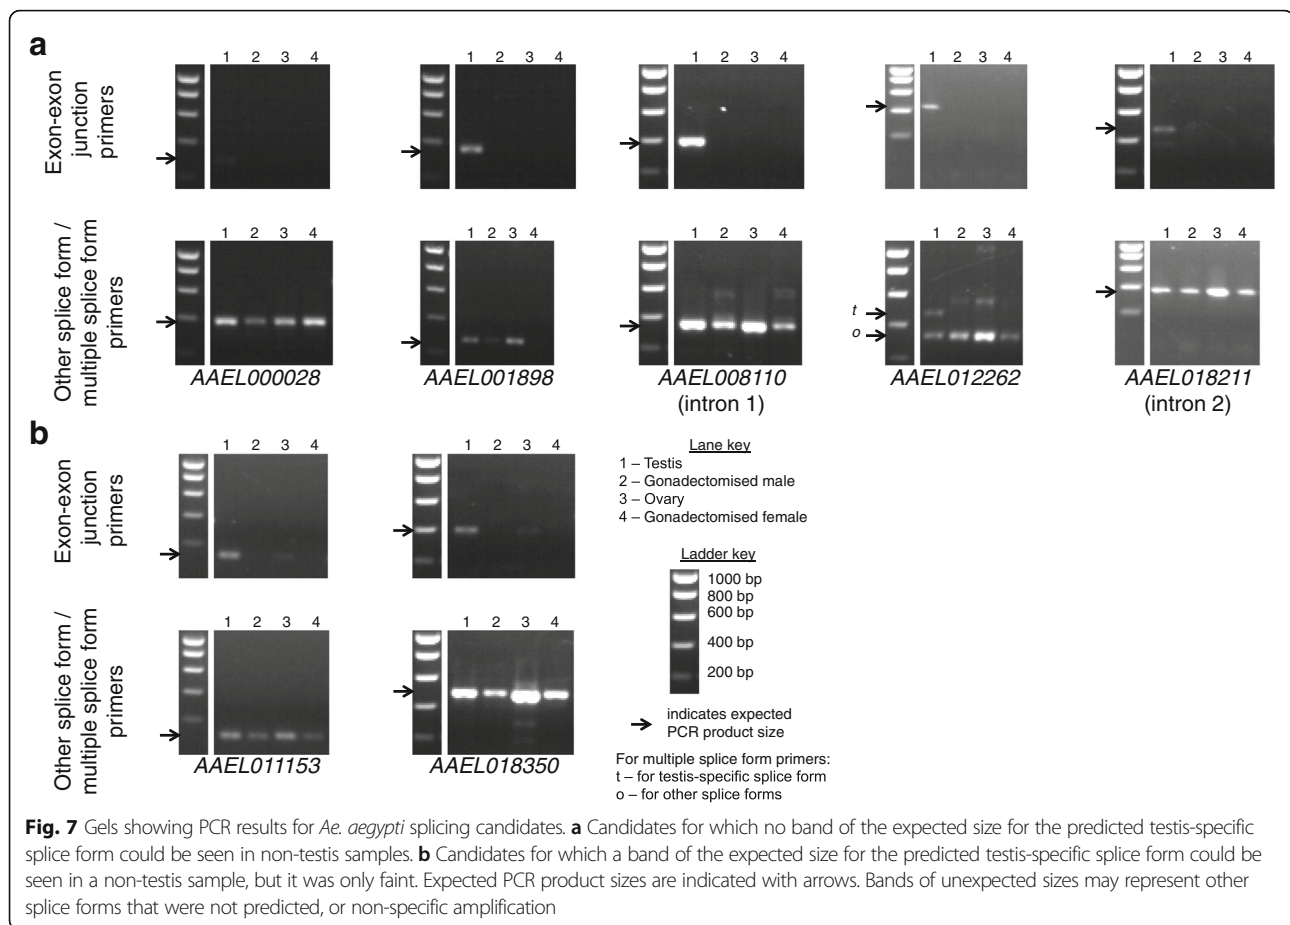 a
Exon-exon
junction
primers
1 2 3 4
1 2 3 4
1 2 3 4
1 2 3 4
1 2 3 4
Other splice form /
multiple splice form
primers
1 2 3 4
1 2 3 4
1 2 3 4
1 2 3 4
1 2 3 4
t
o
AAEL000028
AAEL001898
AAEL008110
(intron 1)
AAEL012262
AAEL018211
(intron 2)
b
Exon-exon
junction
primers
1 2 3 4
1 2 3 4
Other splice form /
multiple splice form
primers
1 2 3 4
1 2 3 4
AAEL011153
AAEL018350
Lane key
1 – Testis
2 – Gonadectomised male
3 – Ovary
4 – Gonadectomised female
Ladder key
1000 bp
800 bp
600 bp
400 bp
200 bp
indicates expected
PCR product size
For multiple splice form primers:
t – for testis-specific splice form
o – for other splice forms
Fig. 7 Gels showing PCR results for Ae. aegypti splicing candidates. a Candidates for which no band of the expected size for the predicted testis-specific
splice form could be seen in non-testis samples. b Candidates for which a band of the expected size for the predicted testis-specific splice form could be
seen in a non-testis sample, but it was only faint. Expected PCR product sizes are indicated with arrows. Bands of unexpected sizes may represent other
splice forms that were not predicted, or non-specific amplification